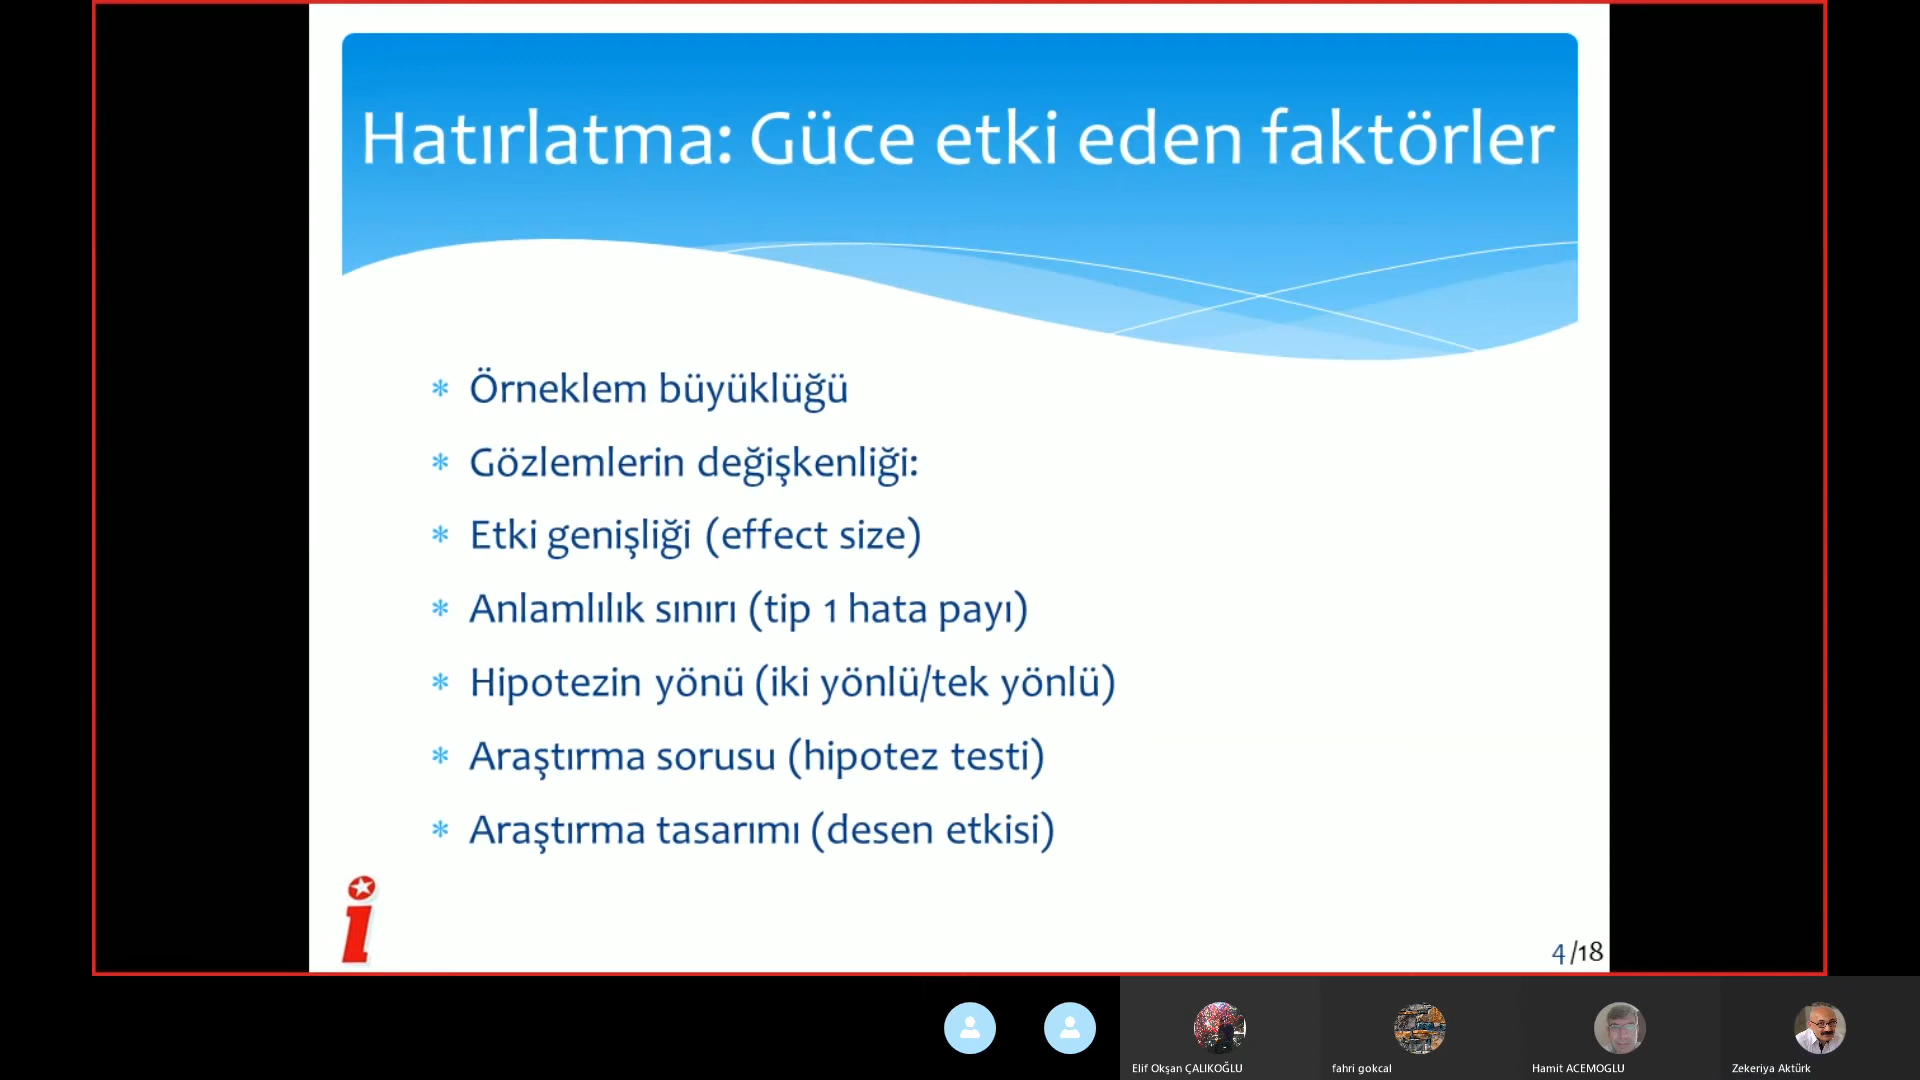 Hatırlatma: Güce etki eden faktörler
* Örneklem büyüklüğü
* Gözlemlerin değişkenliği:
* Etki genişliği (effect size)
* Anlamlılık sınırı (tip 1 hata payı)
* Hipotezin yönü (iki yönlü/tek yönlü)
* Araştırma sorusu (hipotez testi)
* Araştırma tasarımı (desen etkisi)
i
4/18
Elif Okşan ÇALIKOĞLU
fahri gokcal
Hamit ACEMOGLU
Zekeriya Aktürk